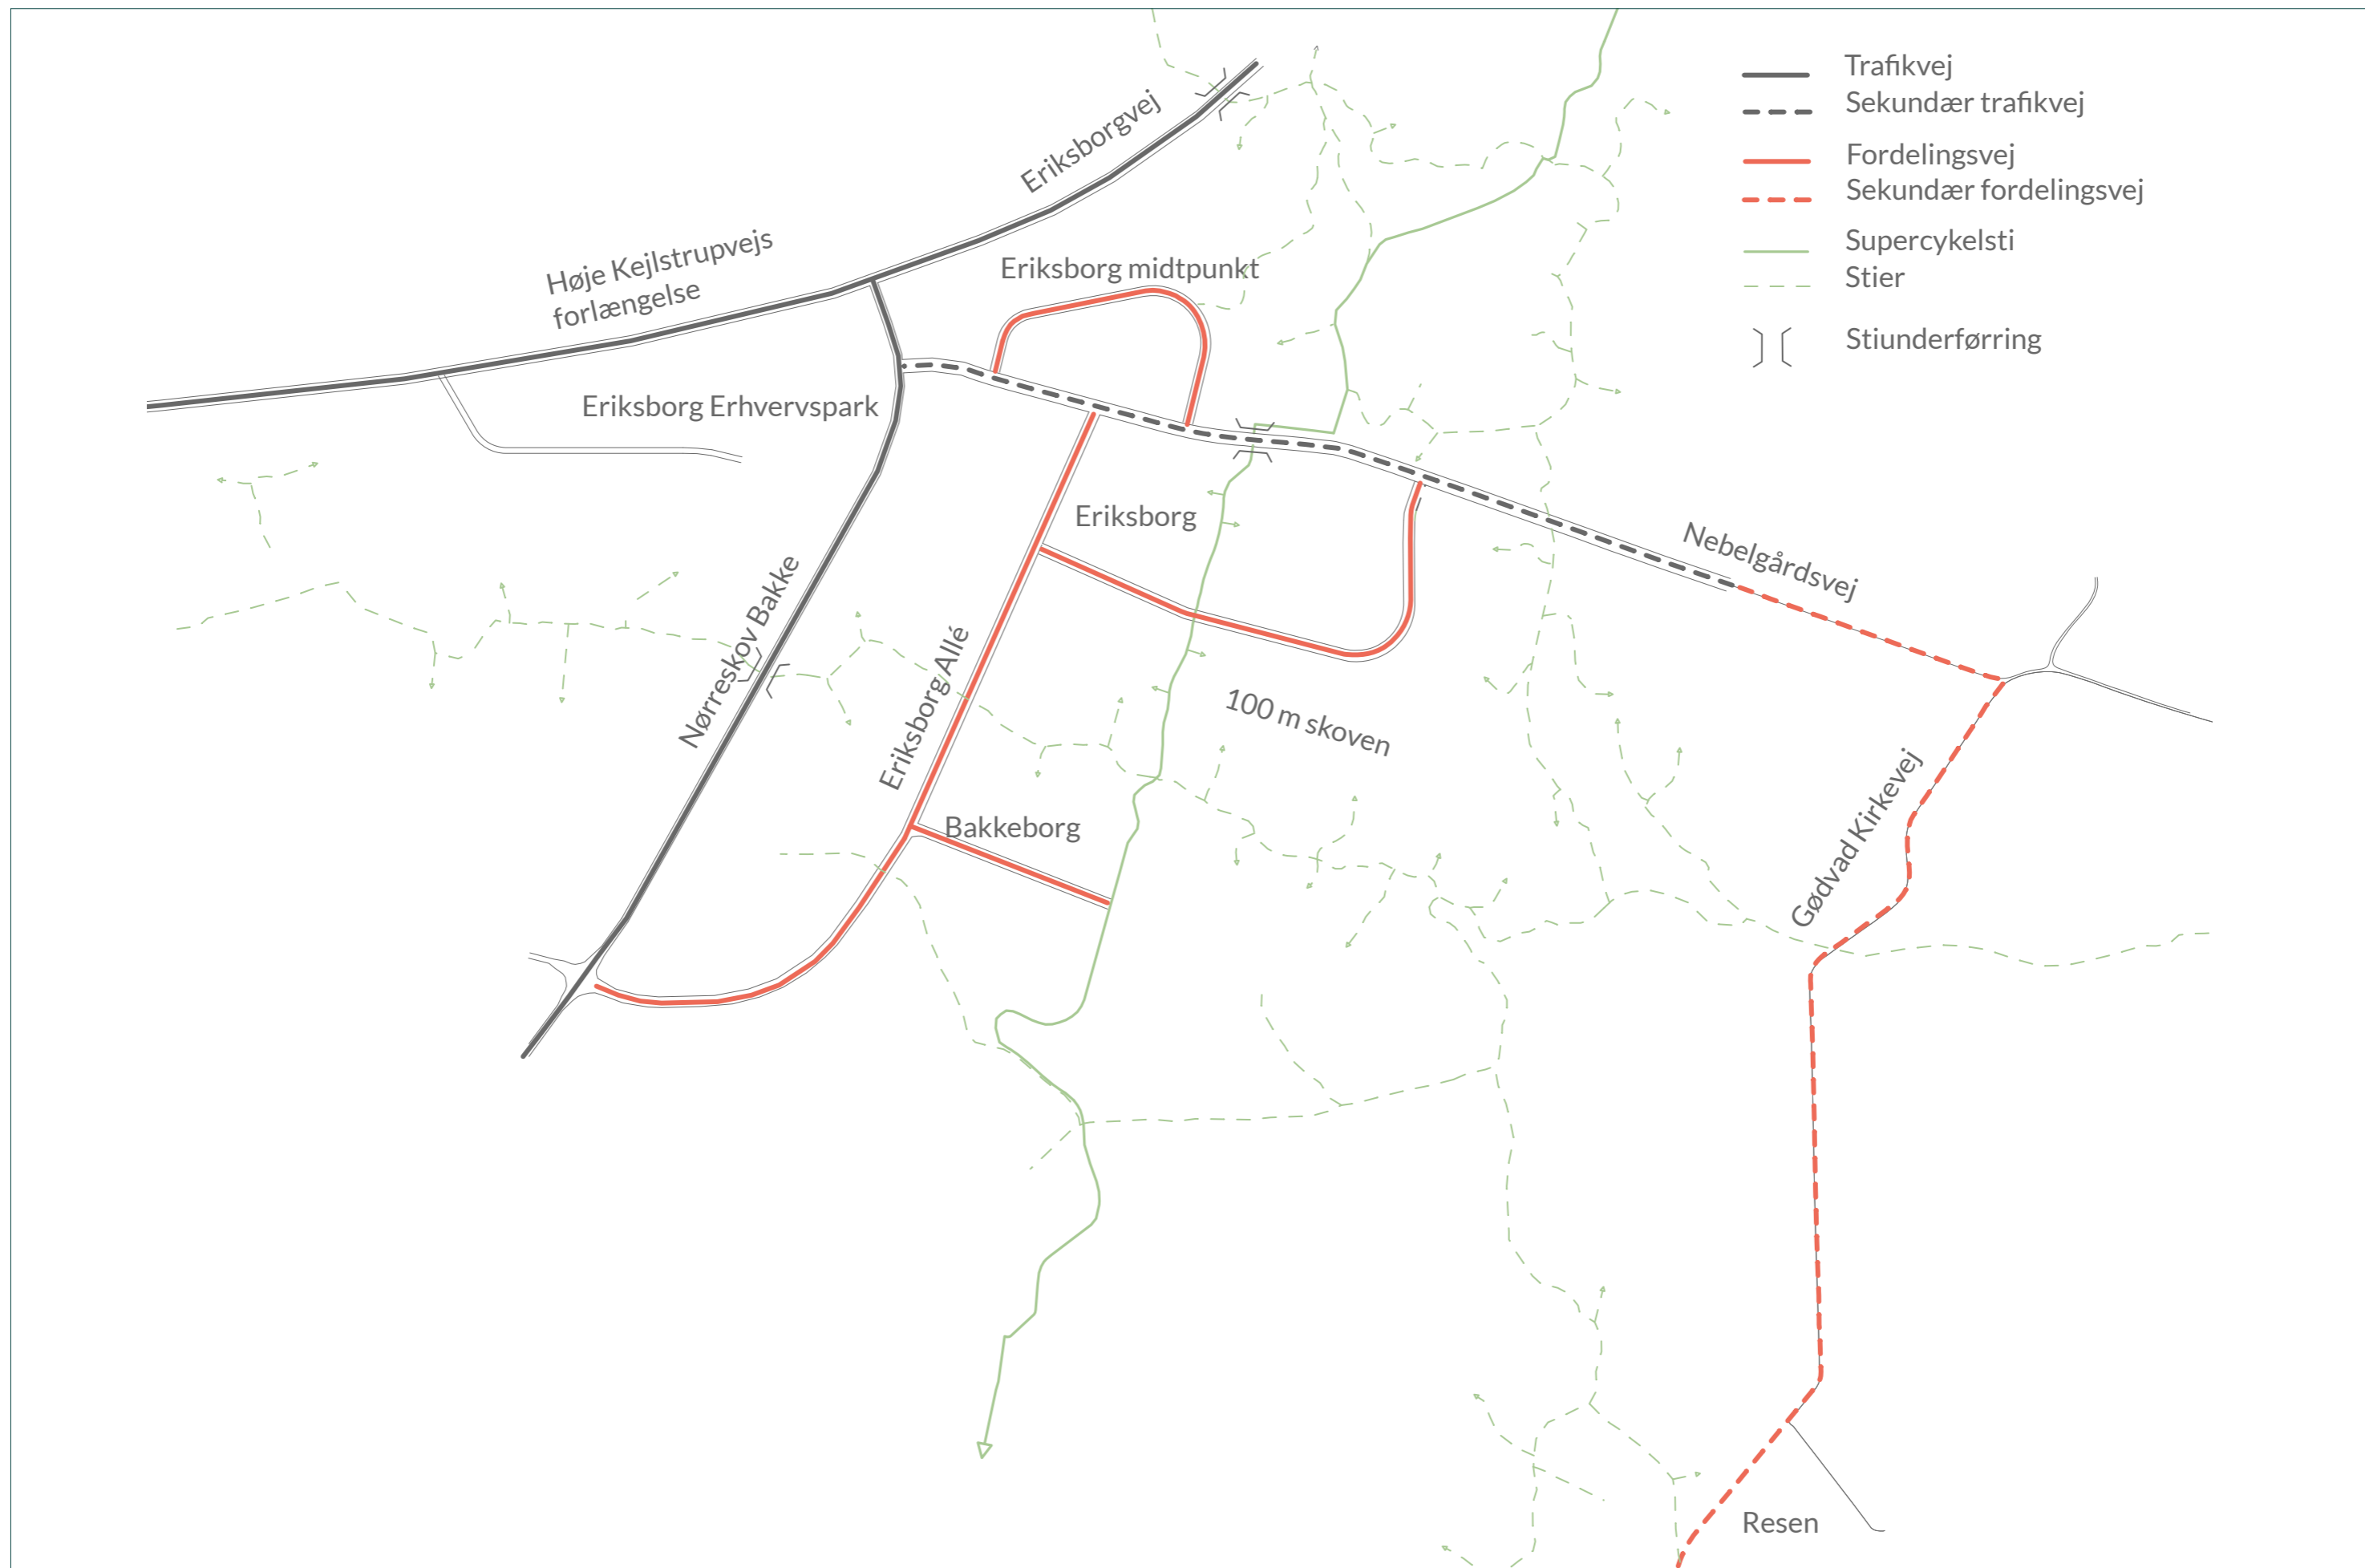 Trafikvej
Sekundær trafikvej
Fordelingsvej
Sekundær fordelingsvej
Supercykelsti
Stier
Stiunderførring
Eriksborgvej
Høje Kejlstrupvejs
forlængelse
Eriksborg midtpunkt
Eriksborg Erhvervspark
Eriksborg
Nebelgårdsvej
Nørreskov Bakke
Eriksborg Allé
100 m skoven
Bakkeborg
Gødvad Kirkevej
Resen